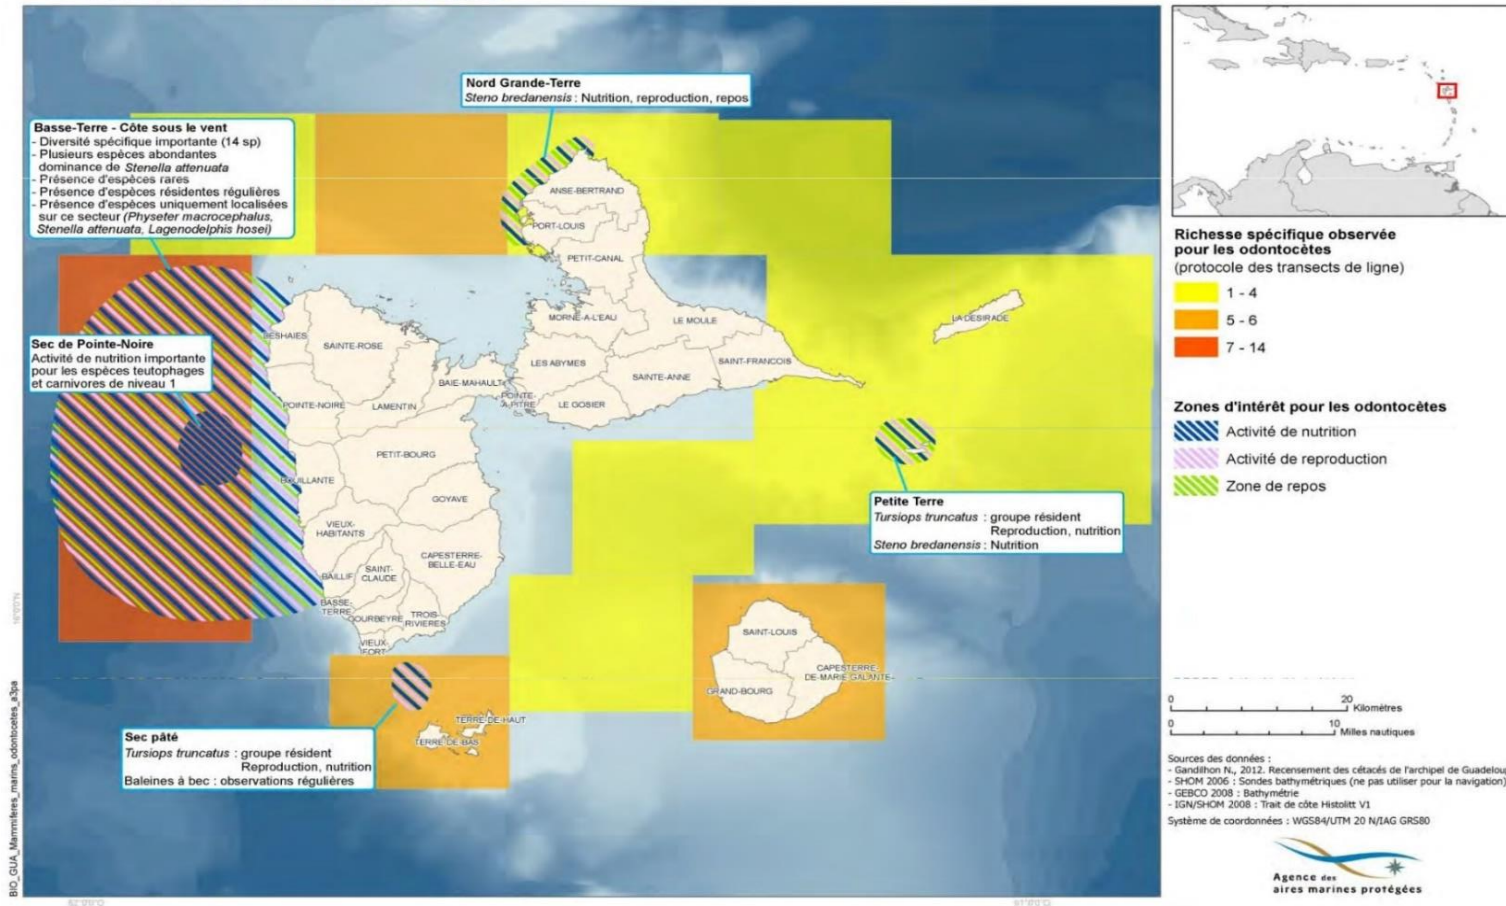 Nord Grande-Terre
Steno bredanensis : Nutrition, reproduction, repos
Basse-Terre - Côte sous le vent
- Diversité spécifique importante (14 sp)
- Plusieurs espèces abondantes
dominance de Stenella attenuata
- Présence d'espèces rares
- Présence d'espèces résidentes régulières
- Présence d'espèces uniquement localisées
sur ce secteur (Physeter macrocephalus,
Stenella attenuata, Lagenodelphis hosei)
Sec de Pointe-Noire
Activité de nutrition importante
pour les espèces teutophages
et carnivores de niveau 1
ANSE-BERTRAND
PORT-LOUIS
PETIT-CANAL
MORNE-A-L'EAU
LE MOULE
LA DESIRADE
DESHAIES
SAINTE-ROSE
LES ABYMES
SAINT-FRANCOIS
SAINTE-ANNE
BAIE-MAHAULT
POINTE-
A-PITRE
LE GOSIER
POINTE-NOIRE
LAMENTIN
PETIT-BOURG
BOUILLANTE
GOYAVE
VIEUX-
HABITANTS
CAPESTERRE-
BELLE-EAU
SAINT-
CLAUDE
BAILLIF
BASSE-
TERRE
GOURBEYRE
TROIS-
RIVIERES
VIEUX-
FORT
Petite Terre
Tursiops truncatus : groupe résident
Reproduction, nutrition
Steno bredanensis : Nutrition
SAINT-LOUIS
CAPESTERRE-
DE-MARIE-GALANTE
GRAND-BOURG
TERRE-DE-HAUT
TERRE-DE-BAS
Sec pâté
Tursiops truncatus : groupe résident
Reproduction, nutrition
Baleines à bec : observations régulières
Richesse spécifique observée
pour les odontocètes
(protocole des transects de ligne)
1 - 4
5 - 6
7 - 14
Zones d'intérêt pour les odontocètes
Activité de nutrition
Activité de reproduction
Zone de repos
0 20 Kilomètres
0 10 Milles nautiques
Sources des données :
- Gandilhon N., 2012. Recensement des cétacés de l'archipel de Guadelou
- SHOM 2006 : Sondes bathymétriques (ne pas utiliser pour la navigation)
- GEBCO 2008 : Bathymétrie
- IGN/SHOM 2008 : Trait de côte Histolitt V1
Système de coordonnées : WGS84/UTM 20 N/IAG GRS80
Agence des
aires marines protégées
BIO_GUA_Mammiferes_marins_odontocetes_a3pa
16°0'0"N
62°0'0"O
61°0'0"O